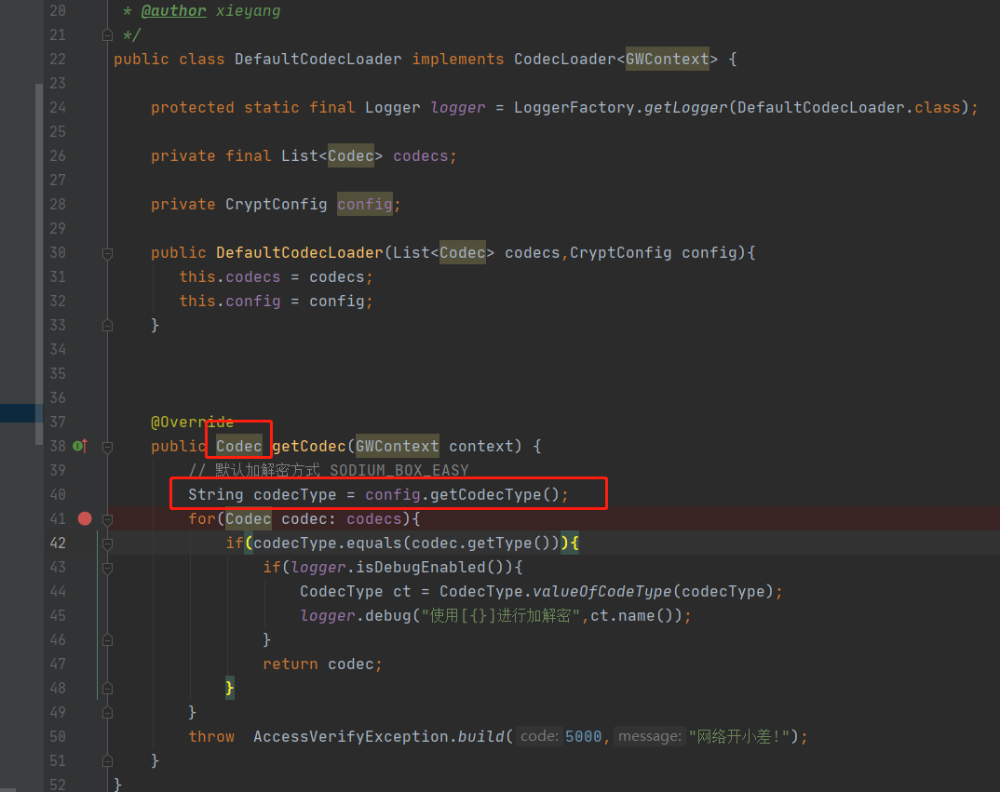 20 * @author xieyang
21 */
22 public class DefaultCodecLoader implements CodecLoader<GWContext> {
23
24 protected static final Logger logger = LoggerFactory.getLogger(DefaultCodecLoader.class);
25
26 private final List<Codec> codecs;
27
28 private CryptConfig config;
29
30 public DefaultCodecLoader(List<Codec> codecs,CryptConfig config){
31 this.codecs = codecs;
32 this.config = config;
33 }
34
35
36
37 @Override
38 public Codec getCodec(GWContext context) {
39 // 默认加解密方式 SODIUM_BOX_EASY
40 String codecType = config.getCodecType();
41 for(Codec codec: codecs){
42 if(codecType.equals(codec.getType())){
43 if(logger.isDebugEnabled()){
44 CodecType ct = CodecType.valueOfCodeType(codecType);
45 logger.debug("使用[{}]进行加解密",ct.name());
46 }
47 return codec;
48 }
49 }
50 throw AccessVerifyException.build( code: 5000, message: "网络开小差!");
51 }
52 }